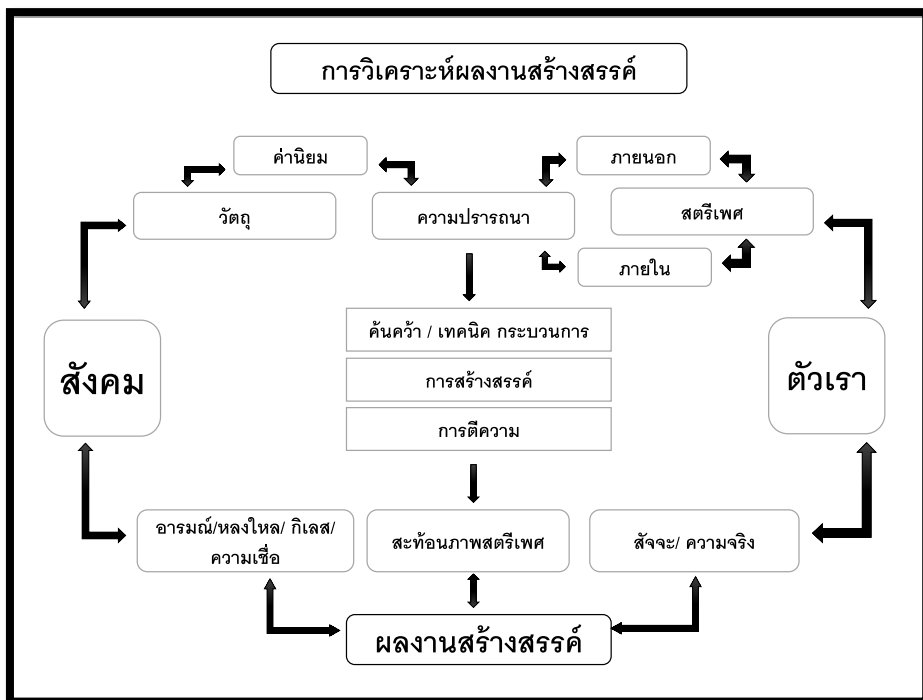 การวิเคราะห์ผลงานสร้างสรรค์
ค่านิยม
ภายนอก
วัตถุ
ความปรารถนา
สตรีเพศ
ภายใน
ค้นคว้า / เทคนิค กระบวนการ
สังคม
การสร้างสรรค์
ตัวเรา
การตีความ
อารมณ์/หลงใหล/ กิเลส/
ความเชื่อ
สะท้อนภาพสตรีเพศ
สัจจะ/ ความจริง
ผลงานสร้างสรรค์